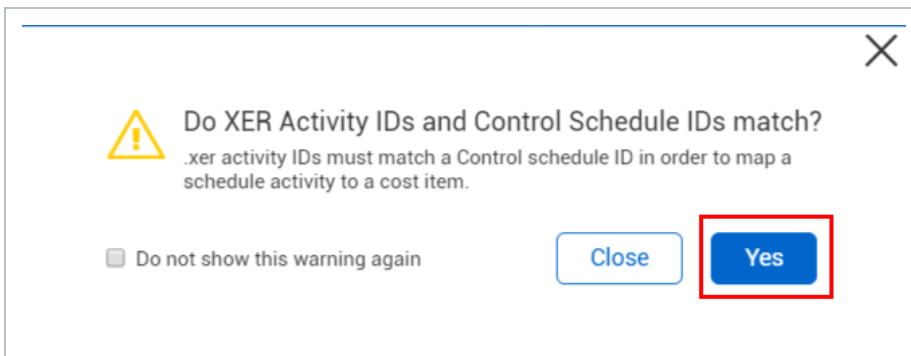 Do XER Activity IDs and Control Schedule IDs match?
.xer activity IDs must match a Control schedule ID in order to map a
schedule activity to a cost item.
Do not show this warning again
Close
Yes